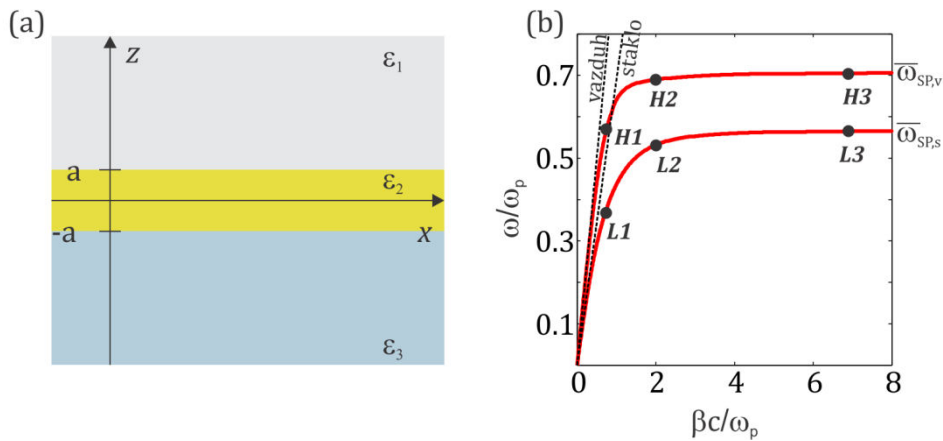 (a)
z
ε₁
a
ε₂
-a
x
ε₃
(b)
vazduh
staklo
0.7
0.5
0.3
0.1
ω/ωₚ
H1
H2
H3
L1
L2
L3
ω̅SP,v
ω̅SP,s
0 2 4 6 8
βc/ωₚ